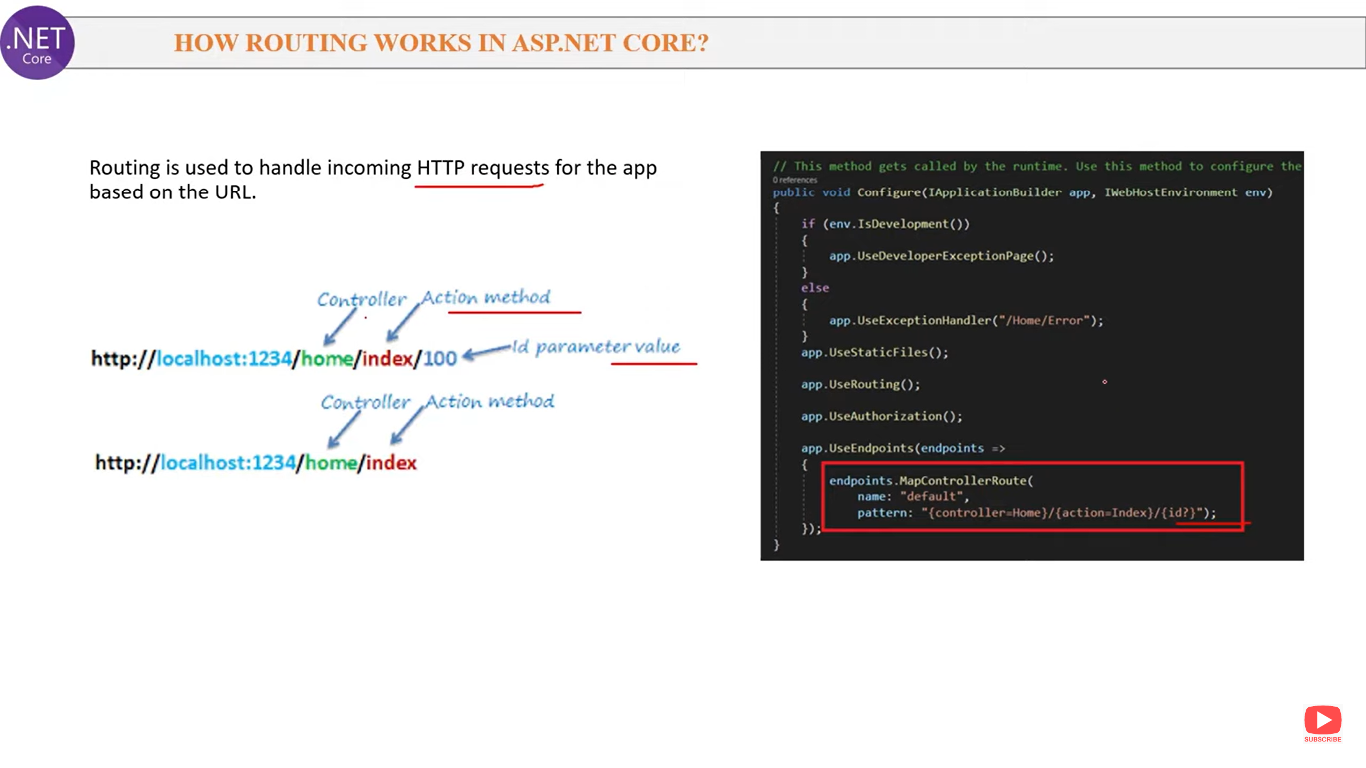 .NET
Core
HOW ROUTING WORKS IN ASP.NET CORE?
Routing is used to handle incoming HTTP requests for the app
based on the URL.
Controller Action method
http://localhost:1234/home/index/100 Id parameter value
Controller Action method
http://localhost:1234/home/index
// This method gets called by the runtime. Use this method to configure the
0 references
public void Configure(IApplicationBuilder app, IWebHostEnvironment env)
{
if (env.IsDevelopment())
{
app.UseDeveloperExceptionPage();
}
else
{
app.UseExceptionHandler("/Home/Error");
}
app.UseStaticFiles();
app.UseRouting();
app.UseAuthorization();
app.UseEndpoints(endpoints =>
{
endpoints.MapControllerRoute(
name: "default",
pattern: "{controller=Home}/{action=Index}/{id?}");
});
}
SUBSCRIBE